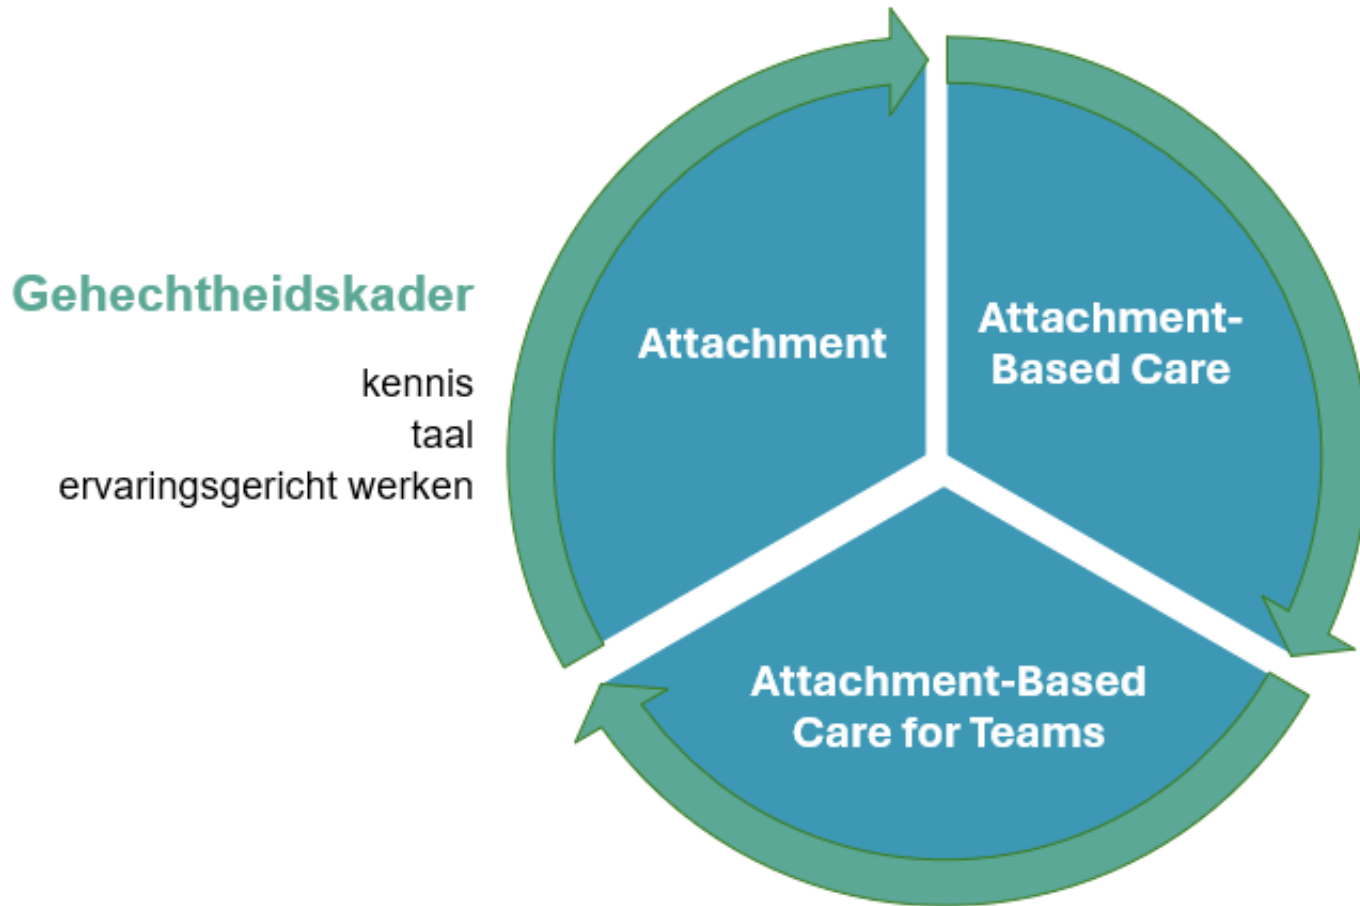 Gehechtheidskader
kennis
taal
ervaringsgericht werken
Attachment
Attachment-
Based Care
Attachment-Based
Care for Teams